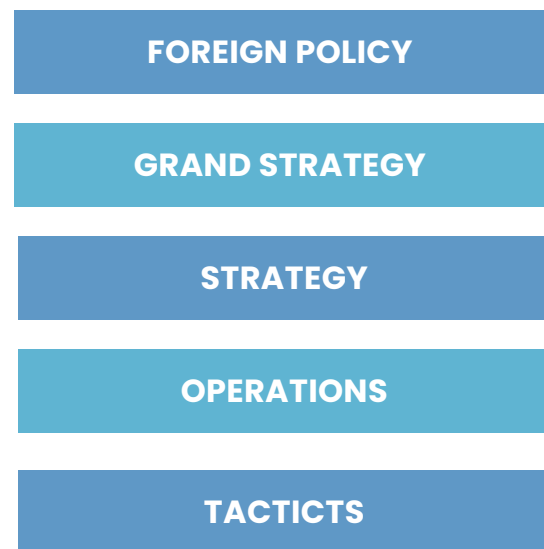 FOREIGN POLICY
GRAND STRATEGY
STRATEGY
OPERATIONS
TACTICTS